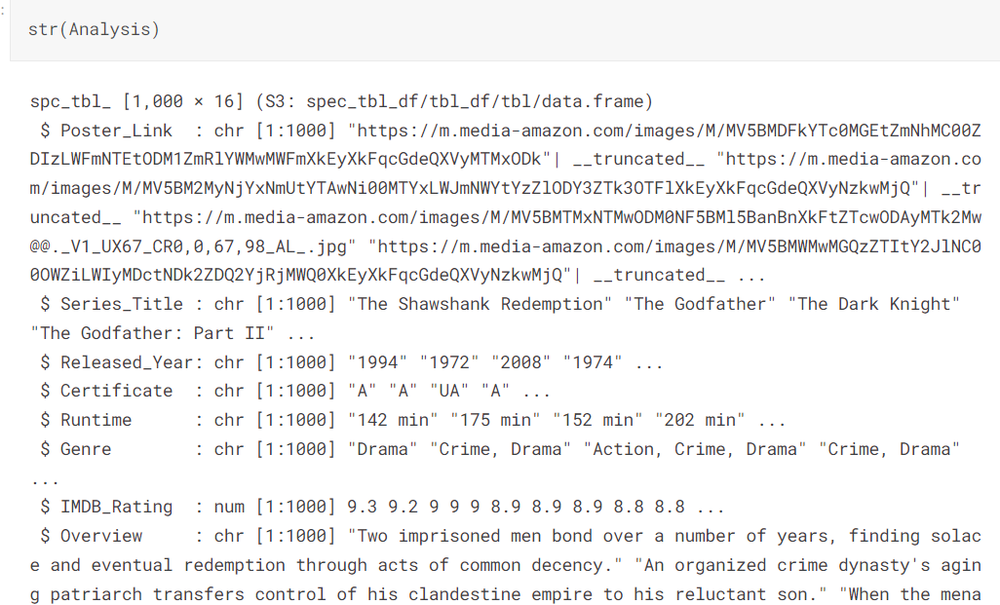 :
str(Analysis)
spc_tbl_ [1,000 × 16] (S3: spec_tbl_df/tbl_df/tbl/data.frame)
$ Poster_Link : chr [1:1000] "https://m.media-amazon.com/images/M/MV5BMDFkYTc0MGEtZmNhMC00Z
DIzLWFmNTEtODM1ZmRlYWMwMWFmXkEyXkFqcGdeQXVyMTMxODk"| __truncated__ "https://m.media-amazon.co
m/images/M/MV5BM2MyNjYxNmUtYTAwNi00MTYxLWJmNWYtYzZlODY3ZTk3OTFlXkEyXkFqcGdeQXVyNzkwMjQ"| __tr
uncated__ "https://m.media-amazon.com/images/M/MV5BMTMxNTMwODM0NF5BMl5BanBnXkFtZTcwODAyMTk2Mw
@@._V1_UX67_CR0,0,67,98_AL_.jpg" "https://m.media-amazon.com/images/M/MV5BMWMwMGQzZTItY2JlNC0
0OWZiLWIyMDctNDk2ZDQ2YjRjMWQ0XkEyXkFqcGdeQXVyNzkwMjQ"| __truncated__ ...
$ Series_Title : chr [1:1000] "The Shawshank Redemption" "The Godfather" "The Dark Knight"
"The Godfather: Part II" ...
$ Released_Year: chr [1:1000] "1994" "1972" "2008" "1974" ...
$ Certificate : chr [1:1000] "A" "A" "UA" "A" ...
$ Runtime : chr [1:1000] "142 min" "175 min" "152 min" "202 min" ...
$ Genre : chr [1:1000] "Drama" "Crime, Drama" "Action, Crime, Drama" "Crime, Drama"
...
$ IMDB_Rating : num [1:1000] 9.3 9.2 9 9 9 8.9 8.9 8.9 8.8 8.8 ...
$ Overview : chr [1:1000] "Two imprisoned men bond over a number of years, finding solac
e and eventual redemption through acts of common decency." "An organized crime dynasty's agin
g patriarch transfers control of his clandestine empire to his reluctant son." "When the mena